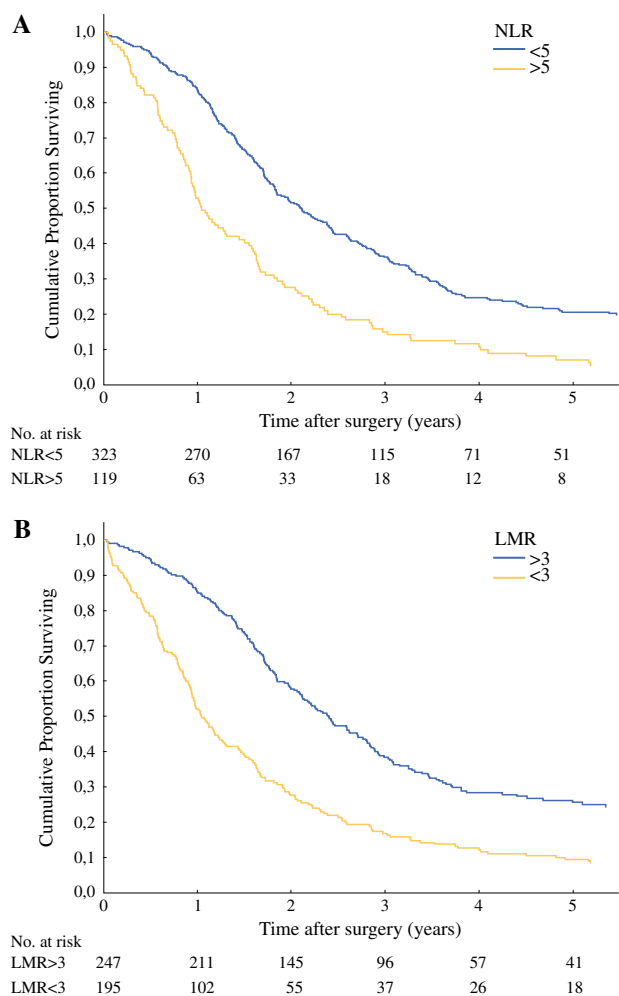 A
NLR
<5
>5
Cumulative Proportion Surviving
1,0
0,9
0,8
0,7
0,6
0,5
0,4
0,3
0,2
0,1
0,0
0 1 2 3 4 5
Time after surgery (years)
No. at risk
NLR<5 323 270 167 115 71 51
NLR>5 119 63 33 18 12 8
B
LMR
>3
<3
Cumulative Proportion Surviving
1,0
0,9
0,8
0,7
0,6
0,5
0,4
0,3
0,2
0,1
0,0
0 1 2 3 4 5
Time after surgery (years)
No. at risk
LMR>3 247 211 145 96 57 41
LMR<3 195 102 55 37 26 18